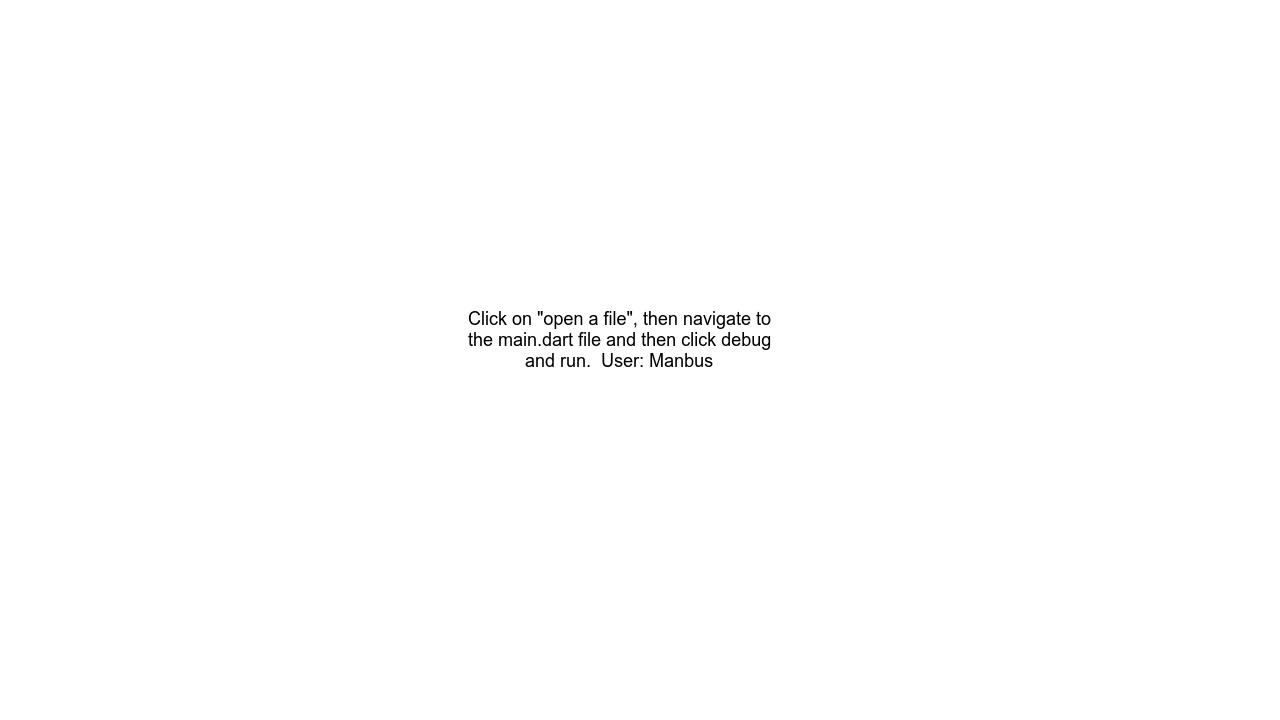 Click on "open a file", then navigate to
the main.dart file and then click debug
and run.  User: Manbus